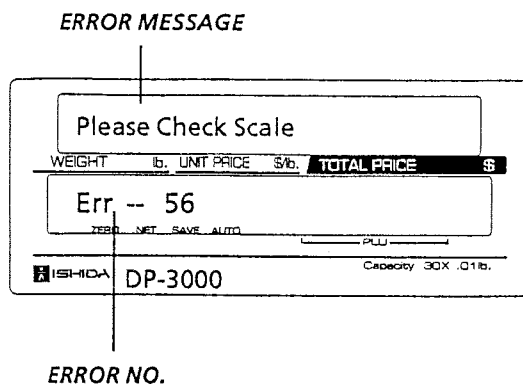 ERROR MESSAGE
Please Check Scale
WEIGHT lb. UNIT PRICE $/lb. TOTAL PRICE $
Err -- 56
ZERO NET SAVE AUTO
PLU
ISHIDA DP-3000 Capacity 30X .01lb.
ERROR NO.